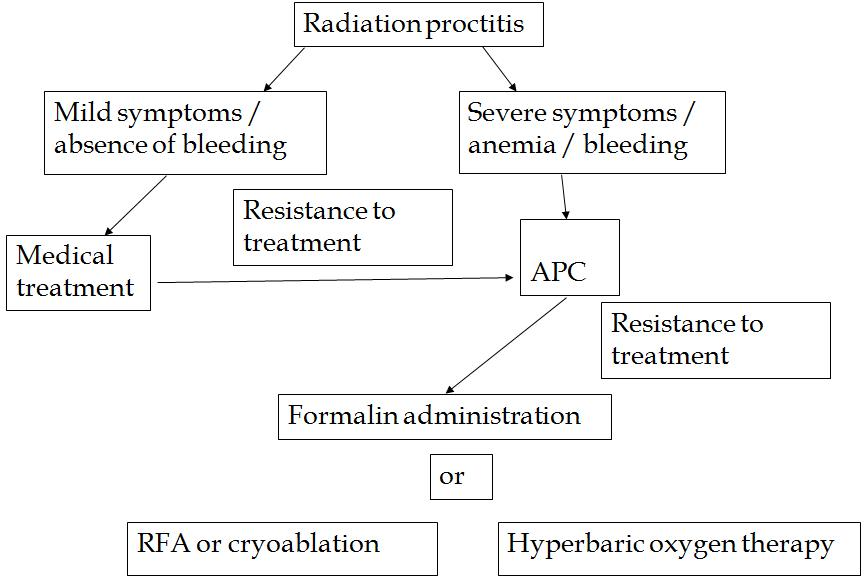 Radiation proctitis
Mild symptoms /
absence of bleeding
Severe symptoms /
anemia / bleeding
Resistance to
treatment
Medical
treatment
APC
Resistance to
treatment
Formalin administration
or
RFA or cryoablation
Hyperbaric oxygen therapy